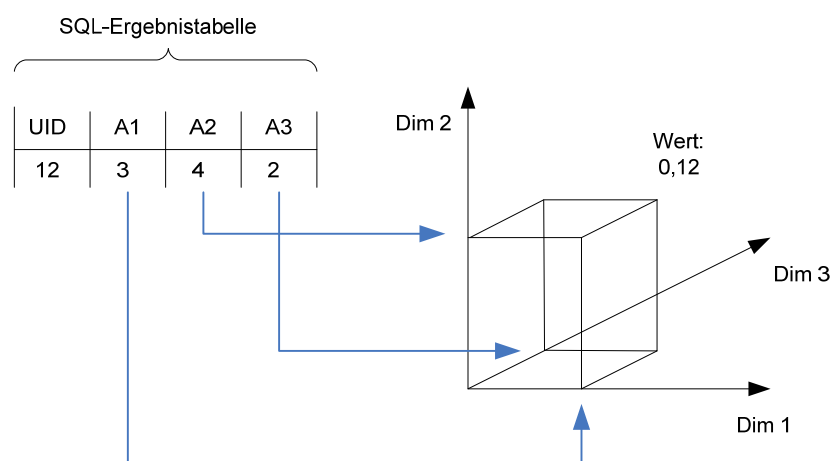 SQL-Ergebnistabelle
UID A1 A2 A3
12 3 4 2
Dim 2
Wert:
0,12
Dim 3
Dim 1